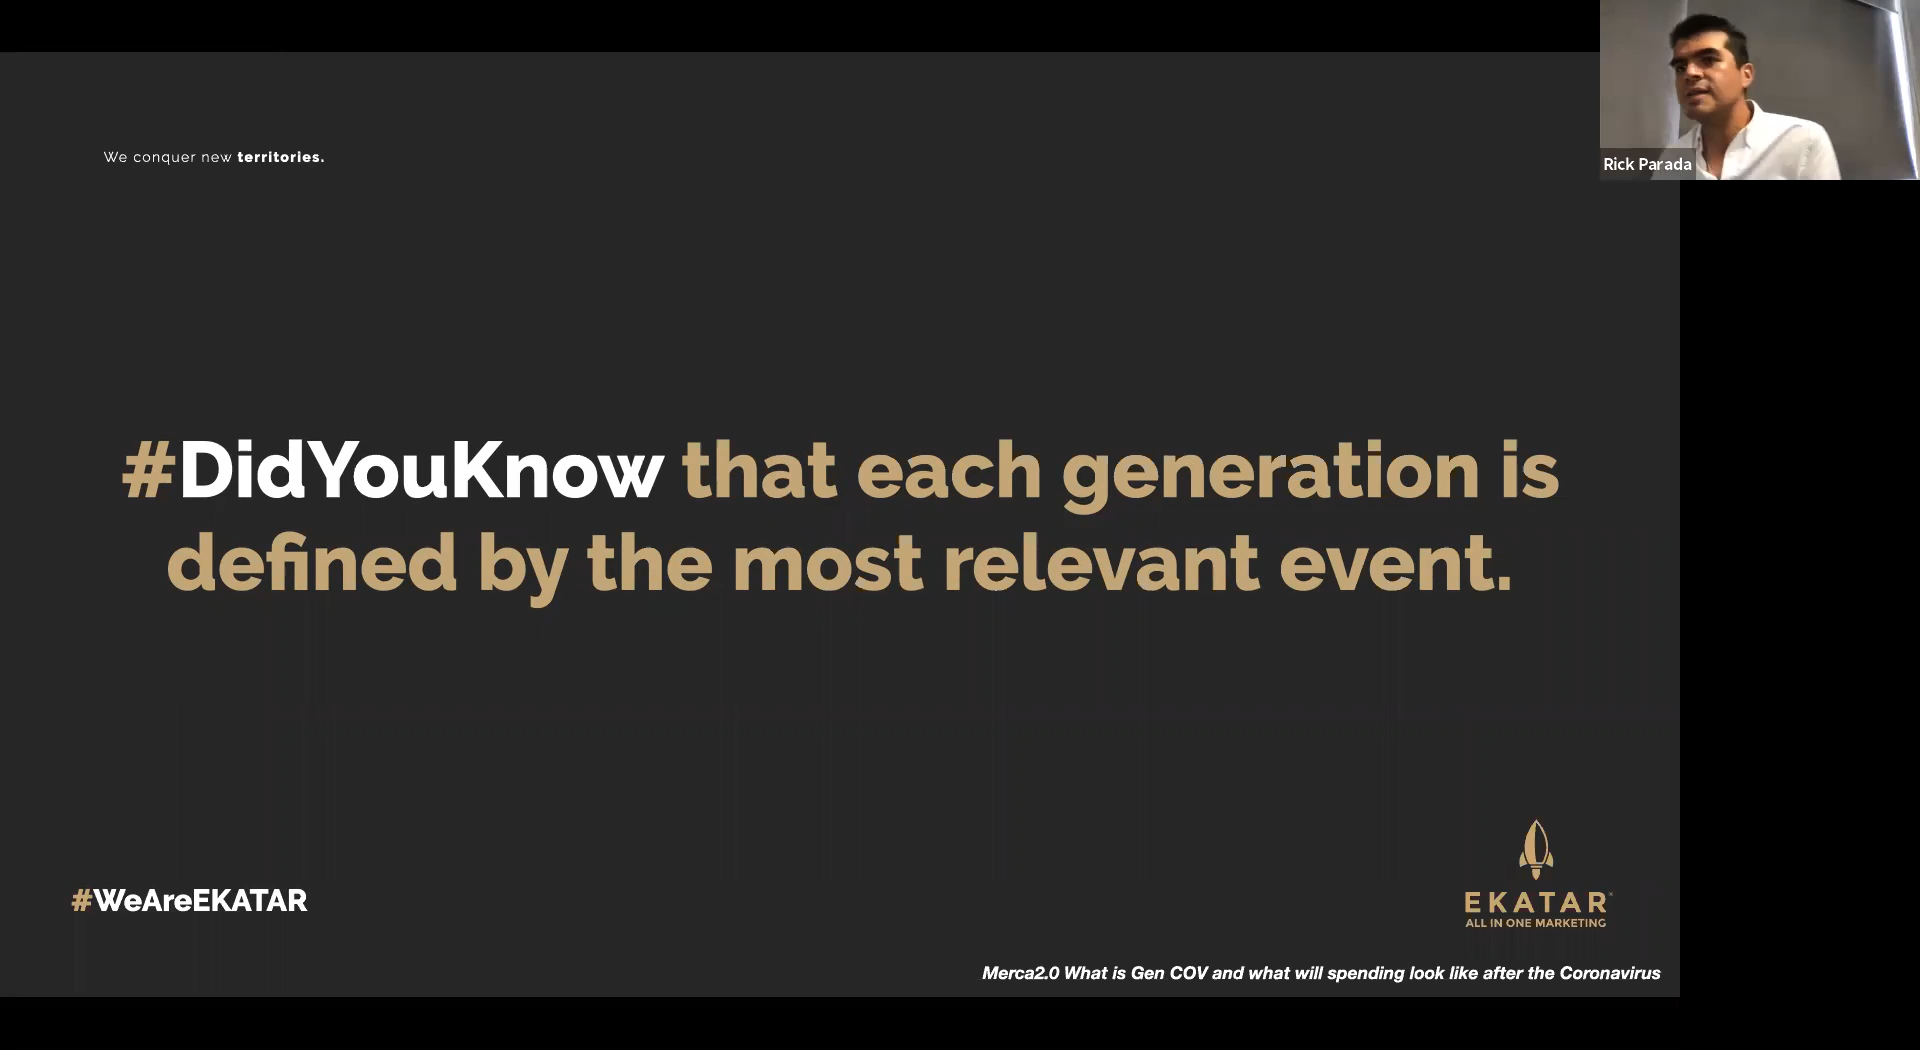 Rick Parada
We conquer new territories.
#DidYouKnow that each generation is
defined by the most relevant event.
#WeAreEKATAR
EKATAR
ALL IN ONE MARKETING
Merca2.0 What is Gen COV and what will spending look like after the Coronavirus